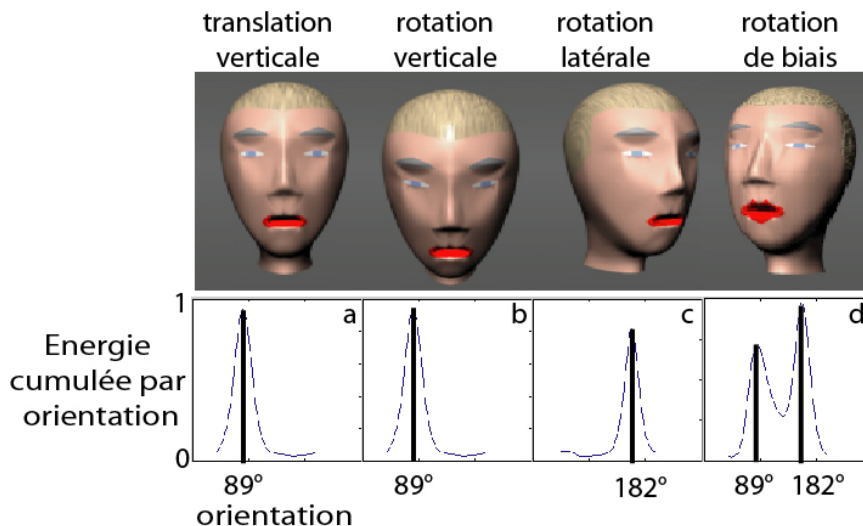 translation verticale
rotation verticale
rotation latérale
rotation de biais
1
Energie
cumulée par
orientation
0
a
b
c
d
89°
89°
182°
89° 182°
orientation